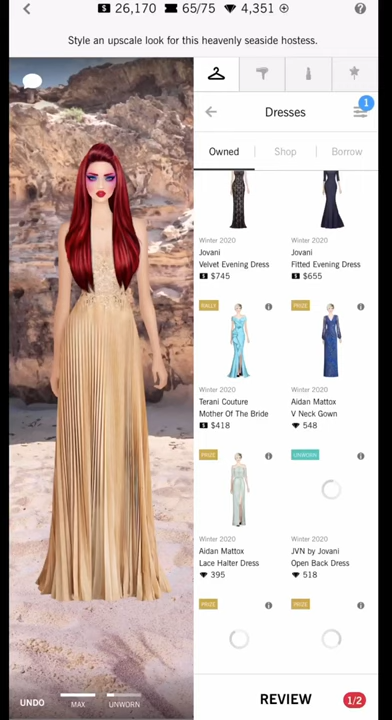 26,170 65/75 4,351
Style an upscale look for this heavenly seaside hostess.
Dresses
1
Owned Shop Borrow
Winter 2020 Winter 2020
Jovani Jovani
Velvet Evening Dress Fitted Evening Dress
$745 $655
RALLY PRIZE
Winter 2020 Winter 2020
Terani Couture Aidan Mattox
Mother Of The Bride V Neck Gown
$418 548
PRIZE UNWORN
Winter 2020 Winter 2020
Aidan Mattox JVN by Jovani
Lace Halter Dress Open Back Dress
395 518
PRIZE PRIZE
UNDO MAX UNWORN REVIEW 1/2